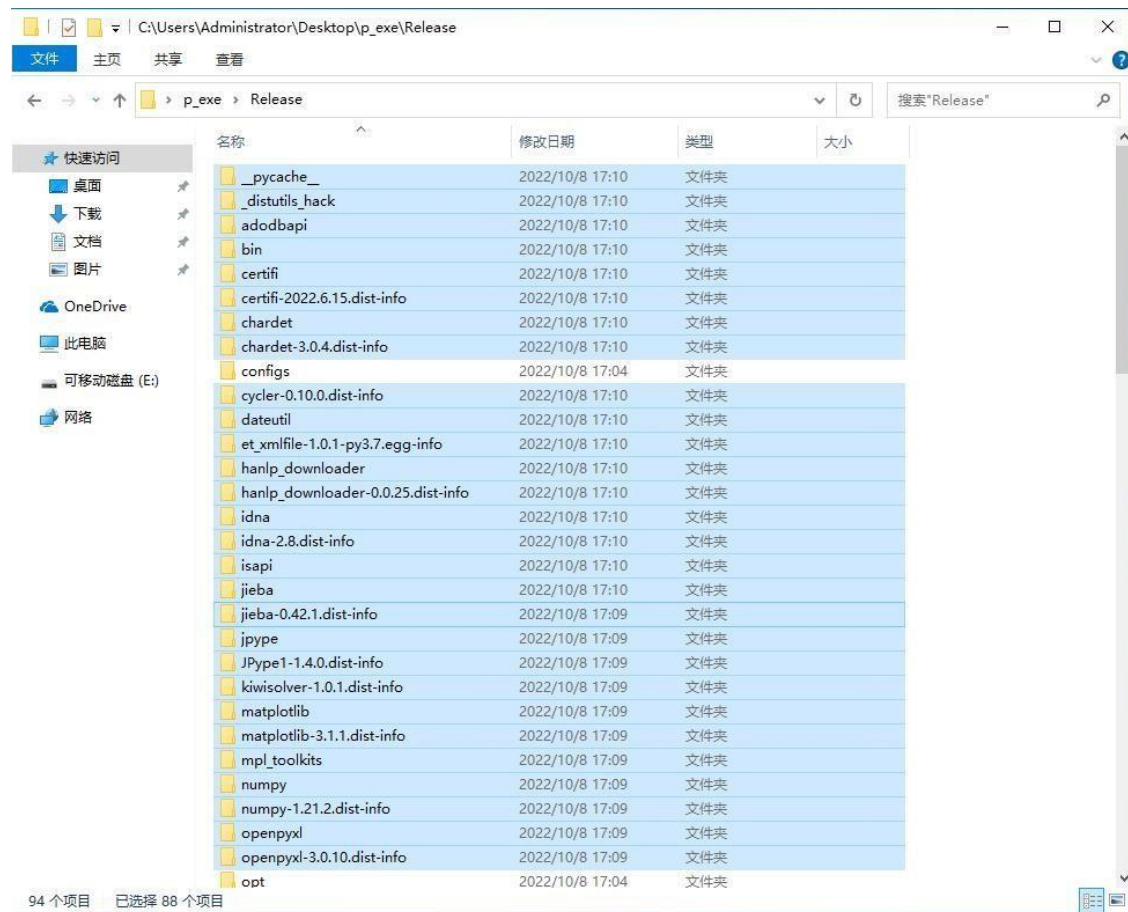 C:\Users\Administrator\Desktop\p_exe\Release
文件 主页 共享 查看
p_exe › Release 搜索"Release"
名称 修改日期 类型 大小
快速访问
桌面
下载
文档
图片
OneDrive
此电脑
可移动磁盘 (E:)
网络
__pycache__ 2022/10/8 17:10 文件夹
_distutils_hack 2022/10/8 17:10 文件夹
adodbapi 2022/10/8 17:10 文件夹
bin 2022/10/8 17:10 文件夹
certifi 2022/10/8 17:10 文件夹
certifi-2022.6.15.dist-info 2022/10/8 17:10 文件夹
chardet 2022/10/8 17:10 文件夹
chardet-3.0.4.dist-info 2022/10/8 17:10 文件夹
configs 2022/10/8 17:04 文件夹
cycler-0.10.0.dist-info 2022/10/8 17:10 文件夹
dateutil 2022/10/8 17:10 文件夹
et_xmlfile-1.0.1-py3.7.egg-info 2022/10/8 17:10 文件夹
hanlp_downloader 2022/10/8 17:10 文件夹
hanlp_downloader-0.0.25.dist-info 2022/10/8 17:10 文件夹
idna 2022/10/8 17:10 文件夹
idna-2.8.dist-info 2022/10/8 17:10 文件夹
isapi 2022/10/8 17:10 文件夹
jieba 2022/10/8 17:10 文件夹
jieba-0.42.1.dist-info 2022/10/8 17:09 文件夹
jpype 2022/10/8 17:09 文件夹
JPype1-1.4.0.dist-info 2022/10/8 17:09 文件夹
kiwisolver-1.0.1.dist-info 2022/10/8 17:09 文件夹
matplotlib 2022/10/8 17:09 文件夹
matplotlib-3.1.1.dist-info 2022/10/8 17:09 文件夹
mpl_toolkits 2022/10/8 17:09 文件夹
numpy 2022/10/8 17:09 文件夹
numpy-1.21.2.dist-info 2022/10/8 17:09 文件夹
openpyxl 2022/10/8 17:09 文件夹
openpyxl-3.0.10.dist-info 2022/10/8 17:09 文件夹
opt 2022/10/8 17:04 文件夹
94 个项目 已选择 88 个项目